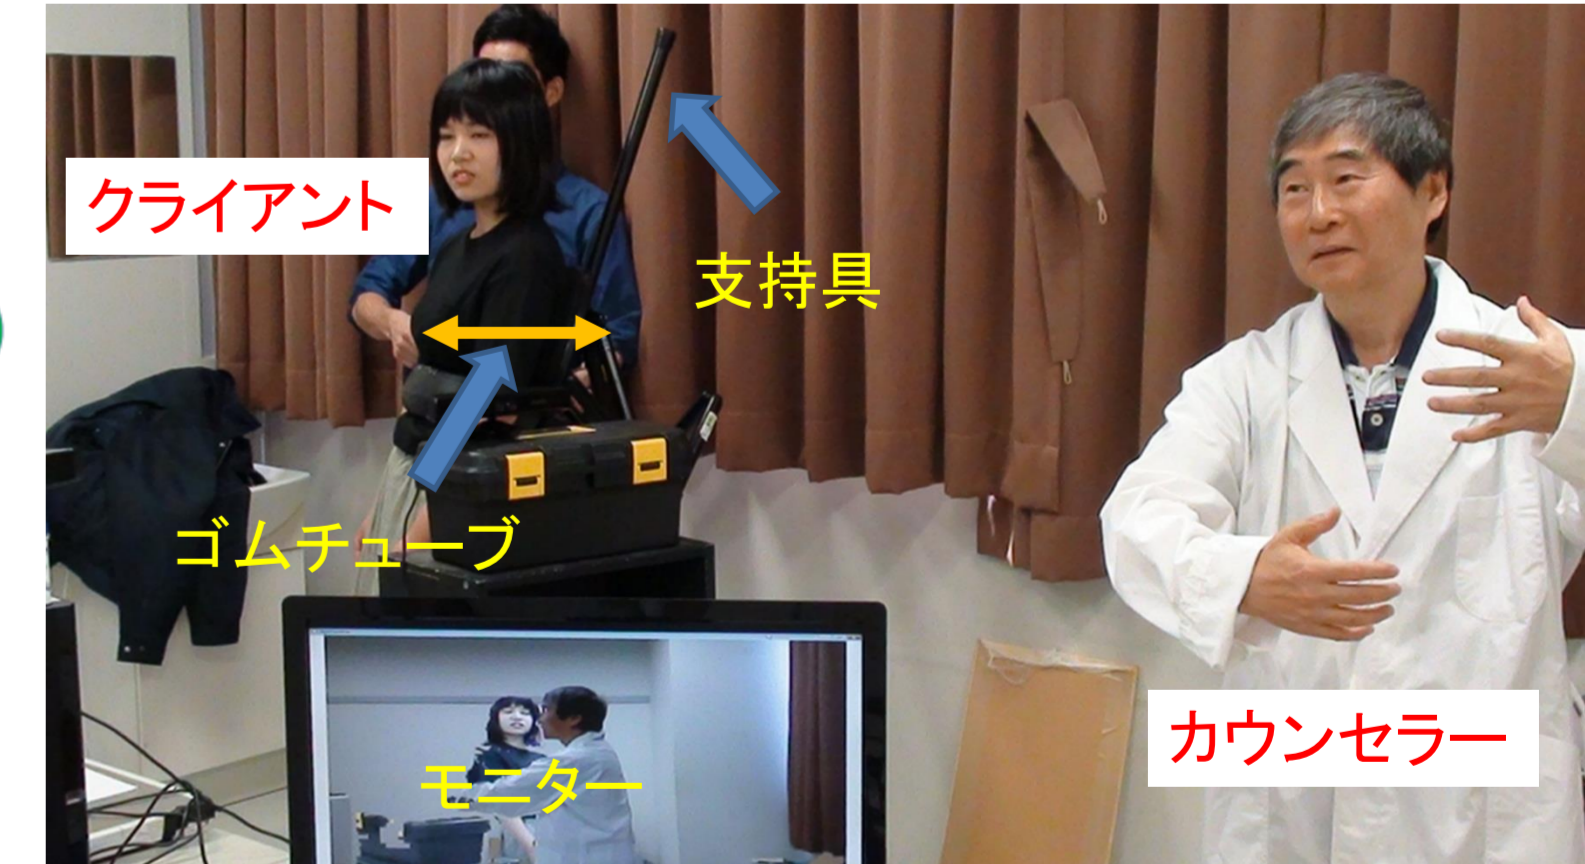 クライアント
支持具
ゴムチューブ
モニター
カウンセラー